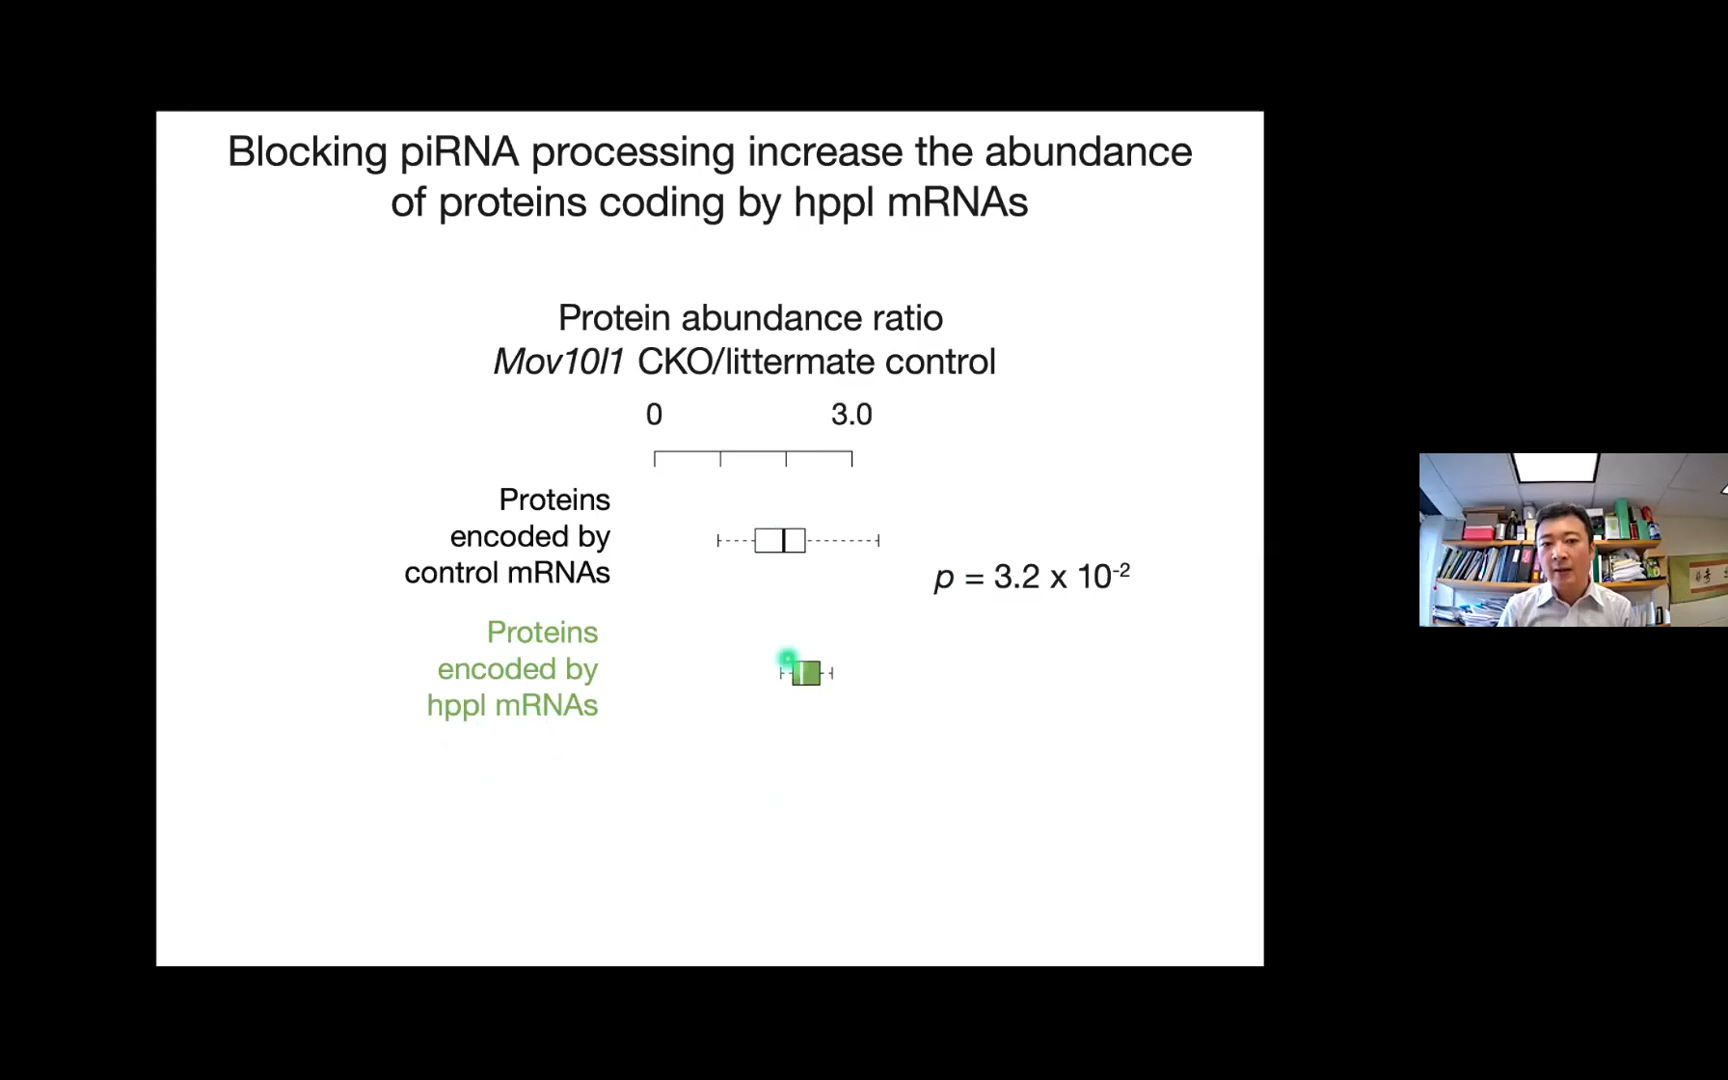 Blocking piRNA processing increase the abundance
of proteins coding by hppl mRNAs
Protein abundance ratio
Mov10l1 CKO/littermate control
0 3.0
Proteins
encoded by
control mRNAs
p = 3.2 x 10⁻²
Proteins
encoded by
hppl mRNAs